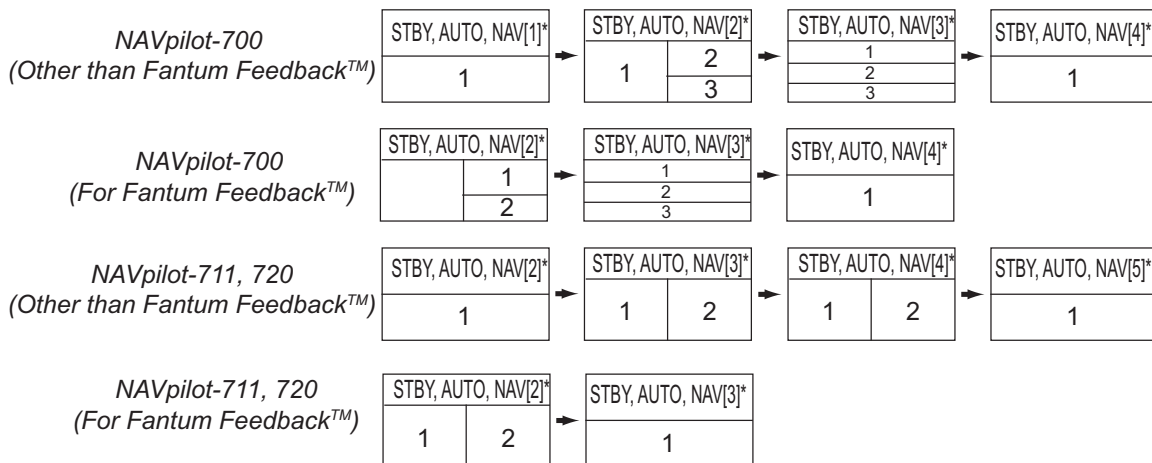 NAVpilot-700
(Other than Fantum Feedback™)
STBY, AUTO, NAV[1]*
1
STBY, AUTO, NAV[2]*
1
2
3
STBY, AUTO, NAV[3]*
1
2
3
STBY, AUTO, NAV[4]*
1
NAVpilot-700
(For Fantum Feedback™)
STBY, AUTO, NAV[2]*
1
2
STBY, AUTO, NAV[3]*
1
2
3
STBY, AUTO, NAV[4]*
1
NAVpilot-711, 720
(Other than Fantum Feedback™)
STBY, AUTO, NAV[2]*
1
STBY, AUTO, NAV[3]*
1 2
STBY, AUTO, NAV[4]*
1 2
STBY, AUTO, NAV[5]*
1
NAVpilot-711, 720
(For Fantum Feedback™)
STBY, AUTO, NAV[2]*
1 2
STBY, AUTO, NAV[3]*
1